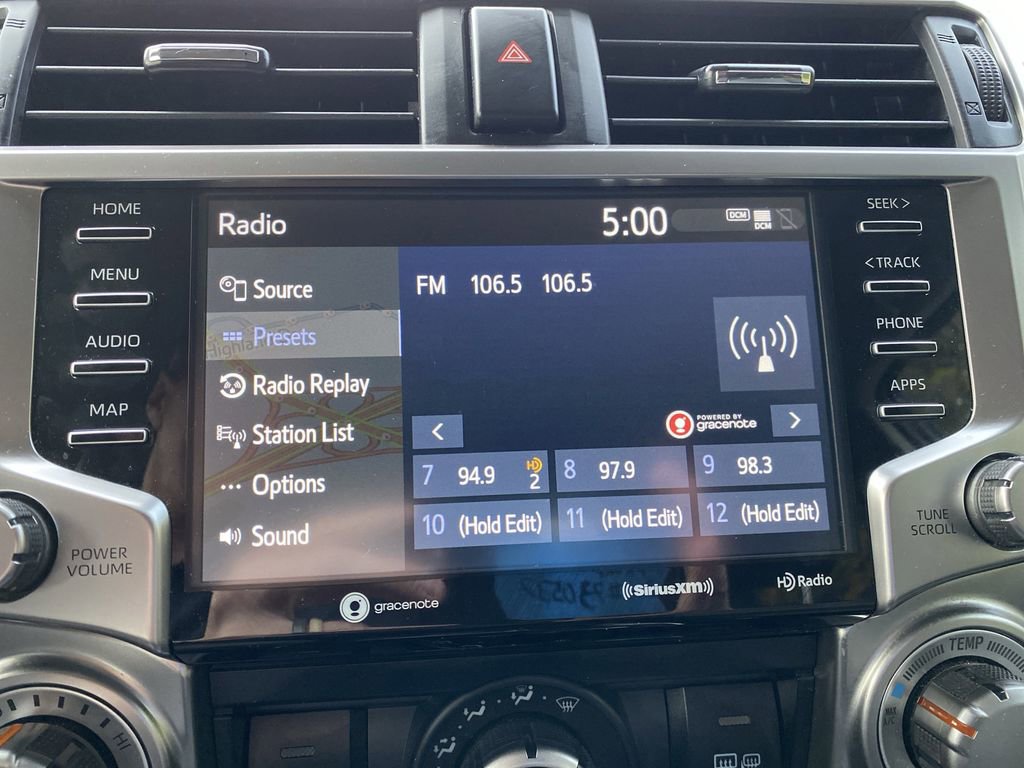 HOME
MENU
AUDIO
MAP
POWER
VOLUME
Radio
5:00
DCM
DCM
Source
Presets
Radio Replay
Station List
... Options
Sound
FM 106.5 106.5
<
POWERED BY
gracenote
>
7 94.9 HD 2
8 97.9
9 98.3
10 (Hold Edit)
11 (Hold Edit)
12 (Hold Edit)
gracenote
((SiriusXM))
HD Radio
SEEK >
< TRACK
PHONE
APPS
TUNE
SCROLL
TEMP
MAX
A/C
HI